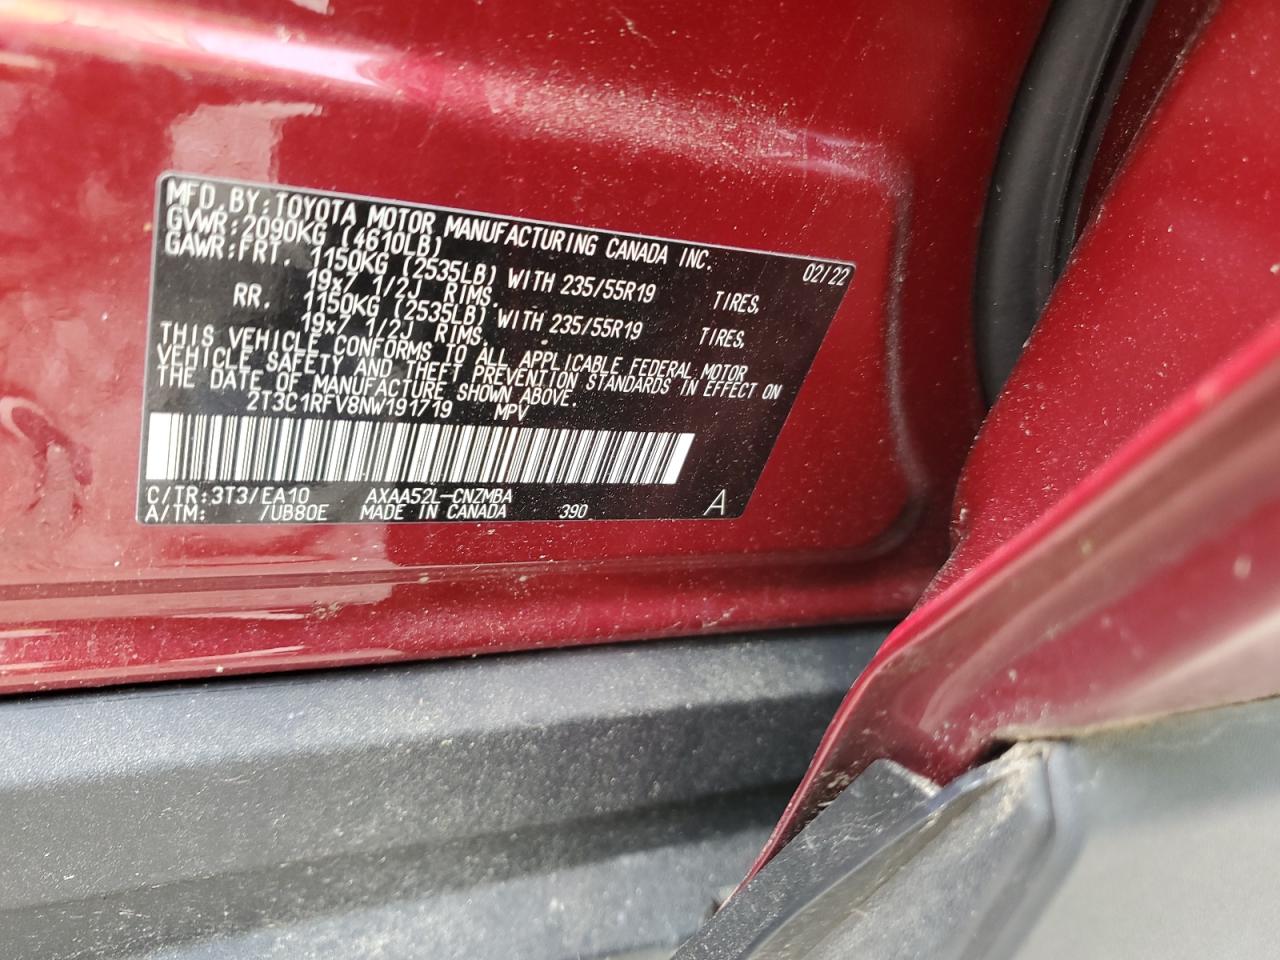 MFD. BY: TOYOTA MOTOR MANUFACTURING CANADA INC. 02/22
GVWR: 2090KG (4610LB)
GAWR: FRT. 1150KG (2535LB) WITH 235/55R19 TIRES,
19x7 1/2J RIMS.
RR. 1150KG (2535LB) WITH 235/55R19 TIRES,
19x7 1/2J RIMS.
THIS VEHICLE CONFORMS TO ALL APPLICABLE FEDERAL MOTOR
VEHICLE SAFETY AND THEFT PREVENTION STANDARDS IN EFFECT ON
THE DATE OF MANUFACTURE SHOWN ABOVE.
2T3C1RFV8NW191719 MPV
C/TR: 3T3/EA10 AXAA52L-CNZMBA
A/TM: /UB80E MADE IN CANADA 390 A